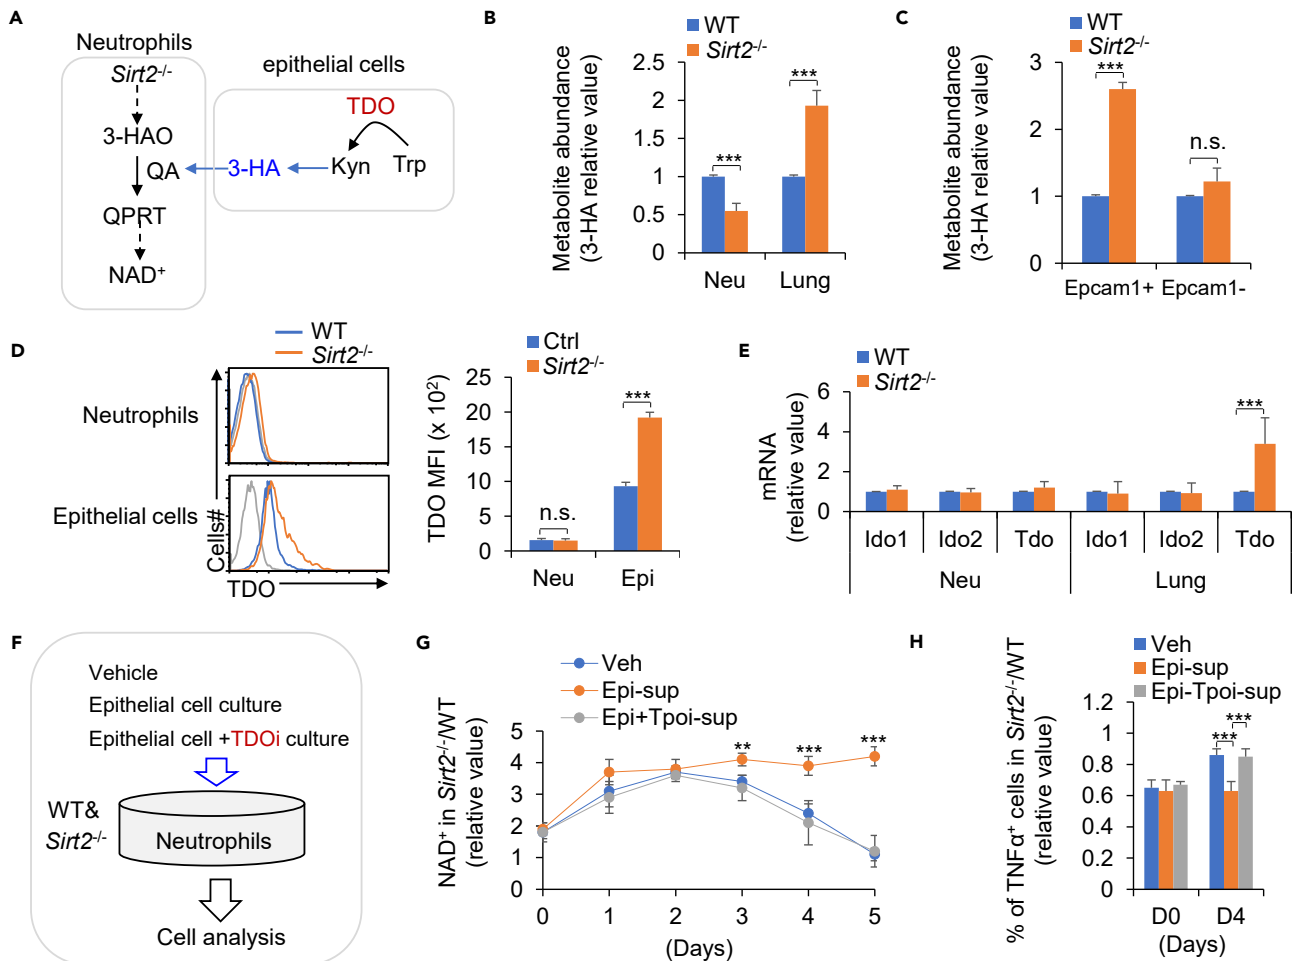 A
Neutrophils
Sirt2-/-
3-HAO
QA
QPRT
NAD+
epithelial cells
TDO
3-HA
Kyn
Trp
B
WT
Sirt2-/-
Metabolite abundance
(3-HA relative value)
2.5
2
1.5
1
0.5
0
***
***
Neu
Lung
C
WT
Sirt2-/-
Metabolite abundance
(3-HA relative value)
3
2
1
0
***
n.s.
Epcam1+
Epcam1-
D
WT
Sirt2-/-
Neutrophils
Epithelial cells
Cells#
TDO
Ctrl
Sirt2-/-
TDO MFI (x 10²)
25
20
15
10
5
0
n.s.
***
Neu
Epi
E
WT
Sirt2-/-
mRNA
(relative value)
6
4
2
0
***
Ido1
Ido2
Tdo
Ido1
Ido2
Tdo
Neu
Lung
F
Vehicle
Epithelial cell culture
Epithelial cell +TDOi culture
WT&
Sirt2-/-
Neutrophils
Cell analysis
G
Veh
Epi-sup
Epi+Tpoi-sup
NAD+ in Sirt2-/-/WT
(relative value)
5
4
3
2
1
0
**
***
***
0
1
2
3
4
5
(Days)
H
Veh
Epi-sup
Epi-Tpoi-sup
% of TNFα+ cells in Sirt2-/-/WT
(relative value)
1.2
1
0.8
0.6
0.4
0.2
0
***
***
D0
D4
(Days)